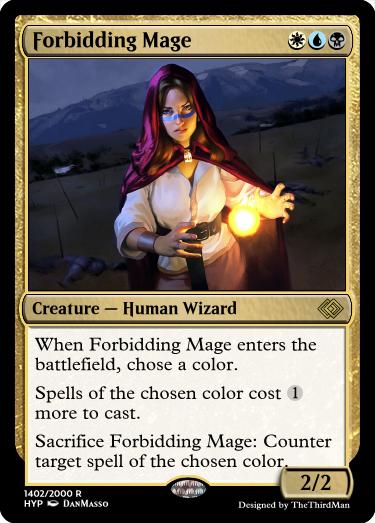 Forbidding Mage
Creature — Human Wizard
When Forbidding Mage enters the
battlefield, chose a color.
Spells of the chosen color cost 1
more to cast.
Sacrifice Forbidding Mage: Counter
target spell of the chosen color.
2/2
1402/2000 R
HYP DanMasso
Designed by TheThirdMan